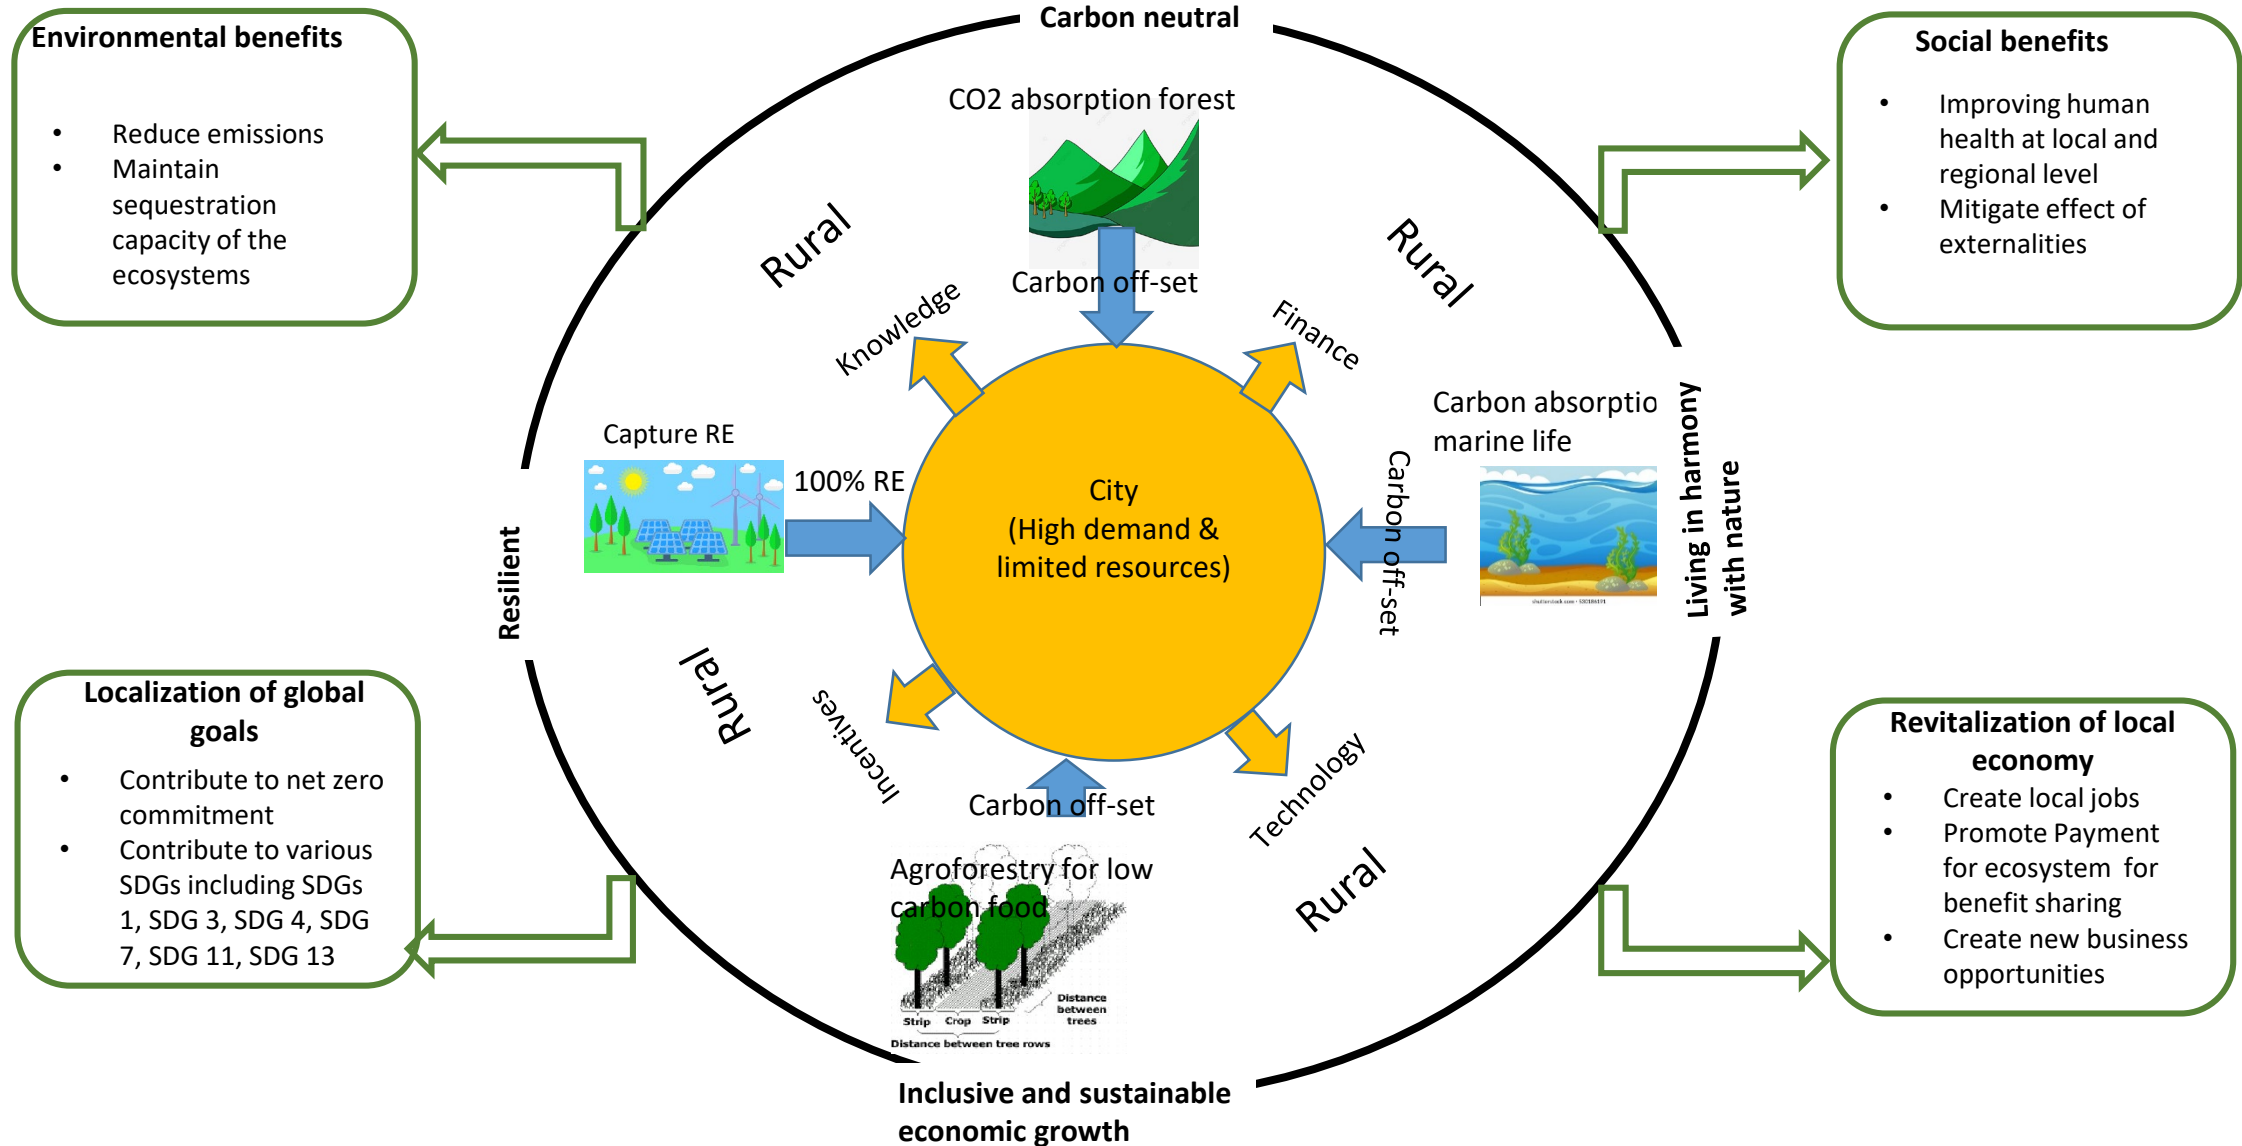 Carbon neutral
Environmental benefits
• Reduce emissions
• Maintain
sequestration
capacity of the
ecosystems
Social benefits
• Improving human
health at local and
regional level
• Mitigate effect of
externalities
CO2 absorption forest
Carbon off-set
Rural
Rural
Knowledge
Finance
Capture RE
100% RE
City
(High demand &
limited resources)
Carbon absorptio
marine life
Carbon off-set
shutterstock.com · 530186191
Living in harmony
with nature
Resilient
Rural
Incentives
Technology
Rural
Carbon off-set
Agroforestry for low
carbon food
Distance
between
trees
Strip Crop Strip
Distance between tree rows
Inclusive and sustainable
economic growth
Localization of global
goals
• Contribute to net zero
commitment
• Contribute to various
SDGs including SDGs
1, SDG 3, SDG 4, SDG
7, SDG 11, SDG 13
Revitalization of local
economy
• Create local jobs
• Promote Payment
for ecosystem for
benefit sharing
• Create new business
opportunities